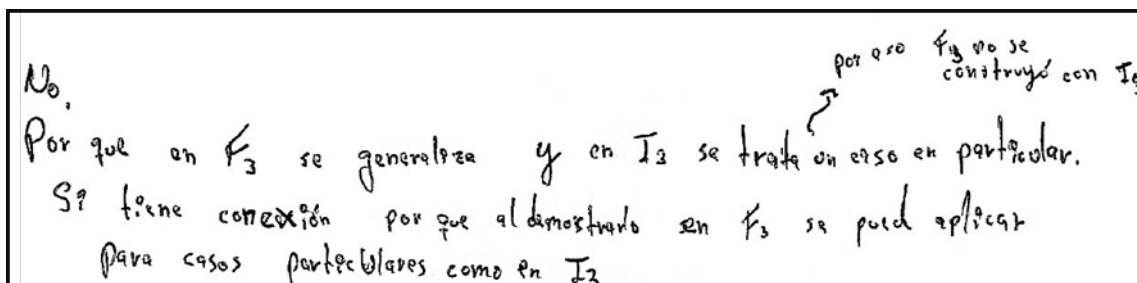 por eso F₃ no se
construyó con I₃
No.
Por que en F₃ se generaliza y en I₃ se trata un caso en particular.
Si tiene conexión por que al demostrarlo en F₃ se pued aplicar
para casos particulares como en I₃